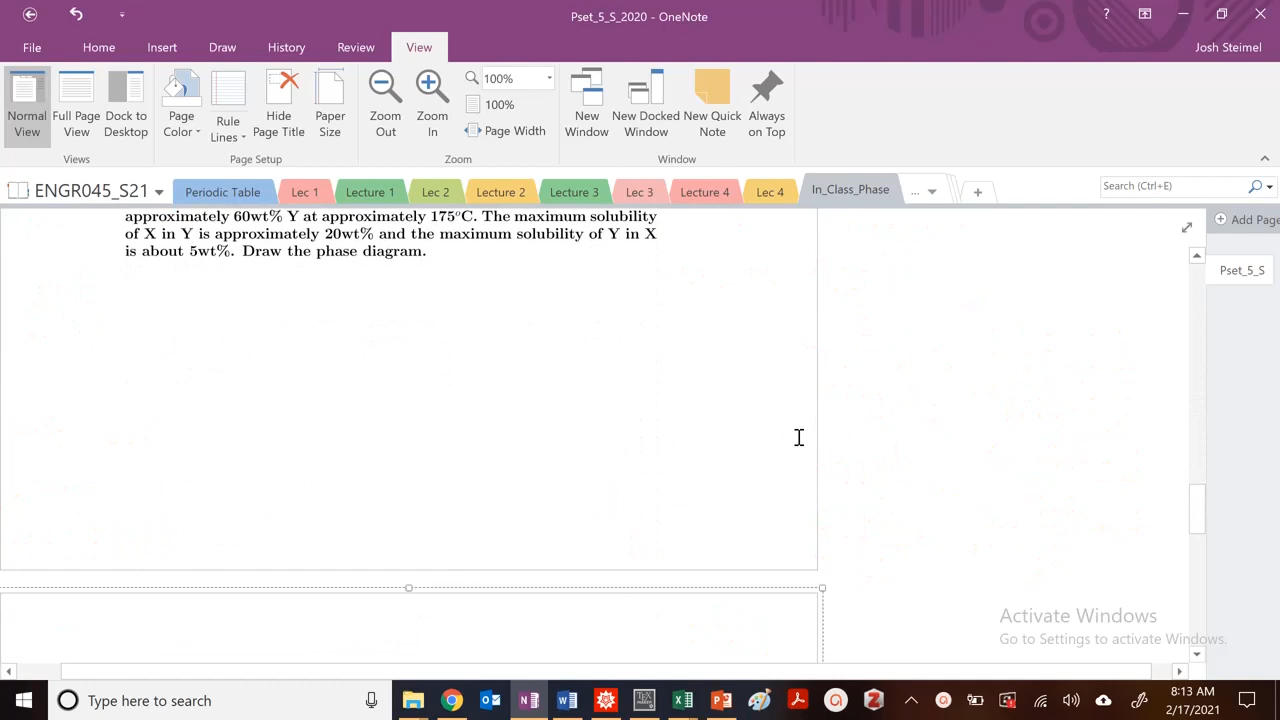 Pset_5_S_2020 - OneNote
?
File
Home
Insert
Draw
History
Review
View
Josh Steimel
Normal View
Full Page View
Dock to Desktop
Page Color
Rule Lines
Hide Page Title
Paper Size
Zoom Out
Zoom In
100%
100%
Page Width
New Window
New Docked Window
New Quick Note
Always on Top
Views
Page Setup
Zoom
Window
ENGR045_S21
Periodic Table
Lec 1
Lecture 1
Lec 2
Lecture 2
Lecture 3
Lec 3
Lecture 4
Lec 4
In_Class_Phase
...
+
Search (Ctrl+E)
Add Page
Pset_5_S
approximately 60wt% Y at approximately 175°C. The maximum solubility
of X in Y is approximately 20wt% and the maximum solubility of Y in X
is about 5wt%. Draw the phase diagram.
Activate Windows
Go to Settings to activate Windows.
Type here to search
8:13 AM
2/17/2021